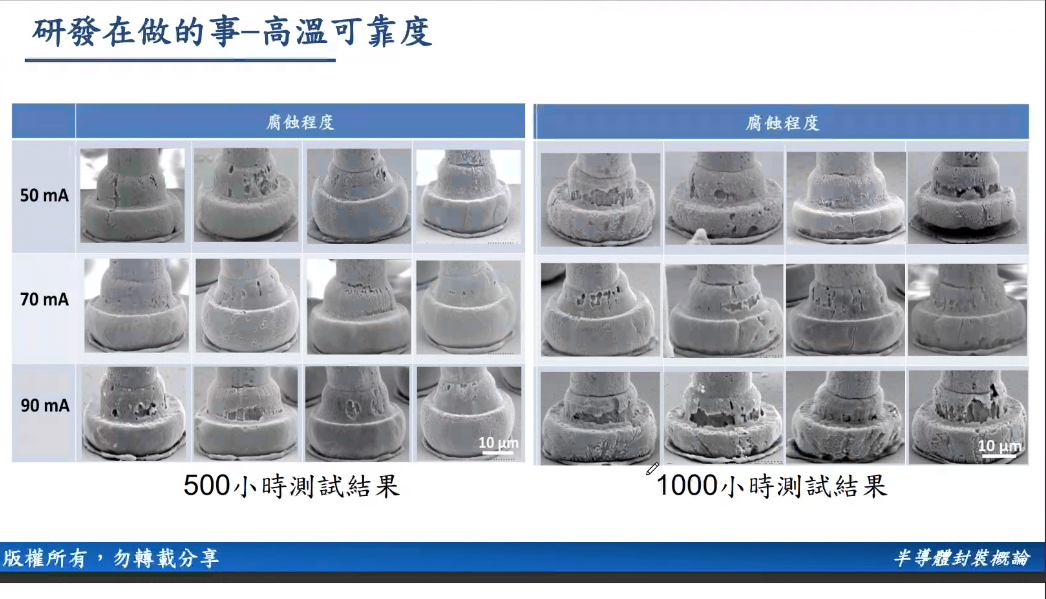 研發在做的事–高溫可靠度
腐蝕程度
腐蝕程度
50 mA
70 mA
90 mA
10 μm
10 μm
500小時測試結果
1000小時測試結果
版權所有，勿轉載分享
半導體封裝概論